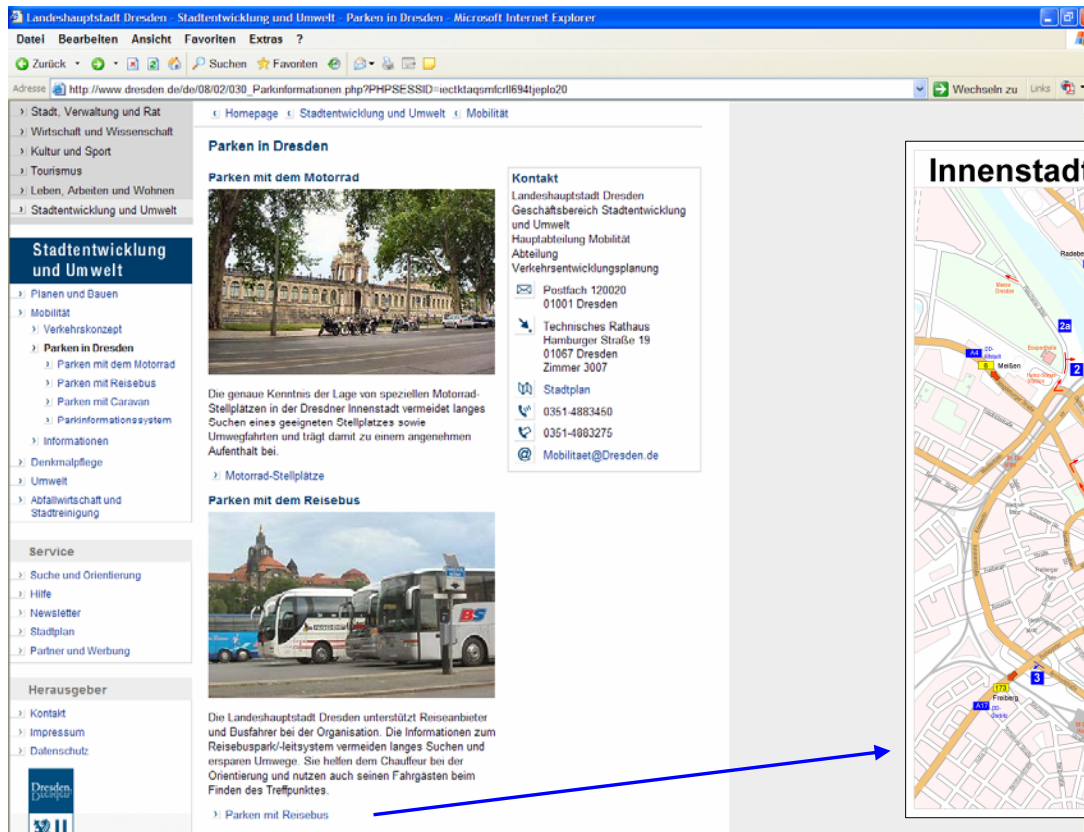 Landeshauptstadt Dresden - Stadtentwicklung und Umwelt - Parken in Dresden - Microsoft Internet Explorer
Datei Bearbeiten Ansicht Favoriten Extras ?
Zurück Suchen Favoriten
Adresse http://www.dresden.de/de/08/02/030_Parkinformationen.php?PHPSESSID=iectktaqsmfcrll694tjeplo20 Wechseln zu Links
Stadt, Verwaltung und Rat
Wirtschaft und Wissenschaft
Kultur und Sport
Tourismus
Leben, Arbeiten und Wohnen
Stadtentwicklung und Umwelt
Stadtentwicklung
und Umwelt
Planen und Bauen
Mobilität
Verkehrskonzept
Parken in Dresden
Parken mit dem Motorrad
Parken mit Reisebus
Parken mit Caravan
Parkinformationssystem
Informationen
Denkmalpflege
Umwelt
Abfallwirtschaft und
Stadtreinigung
Service
Suche und Orientierung
Hilfe
Newsletter
Stadtplan
Partner und Werbung
Herausgeber
Kontakt
Impressum
Datenschutz
Dresden.
Homepage Stadtentwicklung und Umwelt Mobilität
Parken in Dresden
Parken mit dem Motorrad
Die genaue Kenntnis der Lage von speziellen Motorrad-
Stellplätzen in der Dresdner Innenstadt vermeidet langes
Suchen eines geeigneten Stellplatzes sowie
Umwegfahrten und trägt damit zu einem angenehmen
Aufenthalt bei.
Motorrad-Stellplätze
Parken mit dem Reisebus
BS
Die Landeshauptstadt Dresden unterstützt Reiseanbieter
und Busfahrer bei der Organisation. Die Informationen zum
Reisebuspark/-leitsystem vermeiden langes Suchen und
ersparen Umwege. Sie helfen dem Chauffeur bei der
Orientierung und nutzen auch seinen Fahrgästen beim
Finden des Treffpunktes.
Parken mit Reisebus
Kontakt
Landeshauptstadt Dresden
Geschäftsbereich Stadtentwicklung
und Umwelt
Hauptabteilung Mobilität
Abteilung
Verkehrsentwicklungsplanung
Postfach 120020
01001 Dresden
Technisches Rathaus
Hamburger Straße 19
01067 Dresden
Zimmer 3007
Stadtplan
0351-4883450
0351-4883275
Mobilitaet@Dresden.de
Innenstadt
Messe
Dresden
2a
A4
6
Meißen
2
3
173
Freiberg
A17